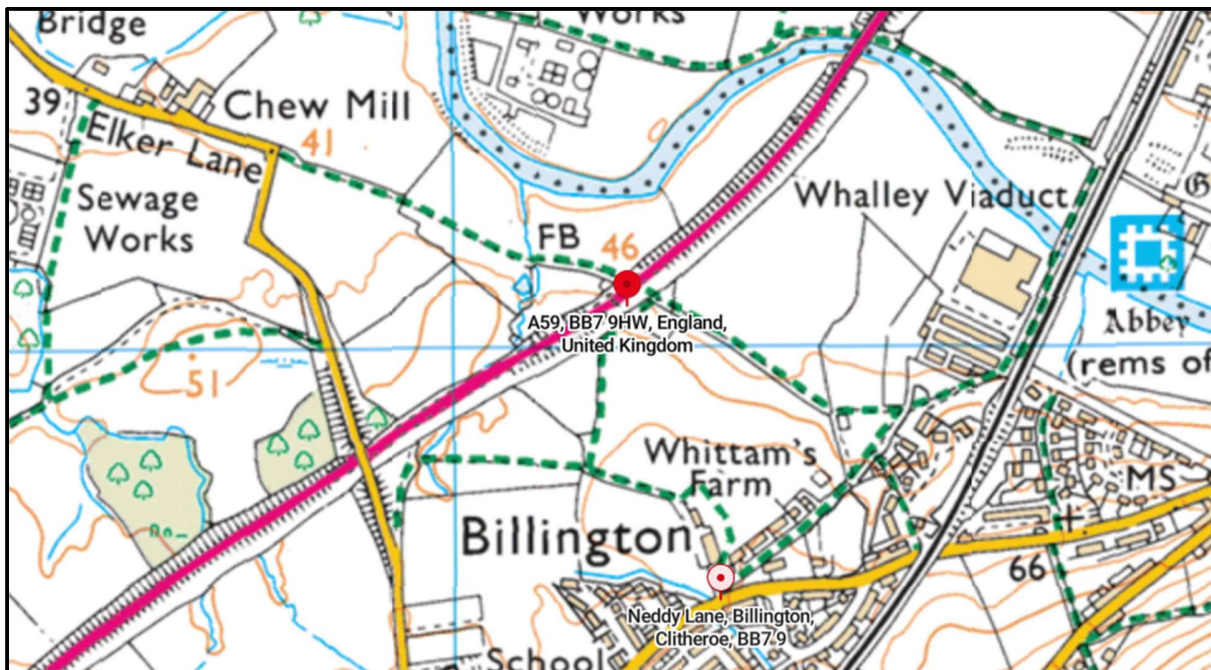 Bridge
Works
39
Chew Mill
Elker Lane
41
Sewage
Works
Whalley Viaduct
FB
46
G
A59, BB7 9HW, England,
United Kingdom
Abbey
(rems of
51
Whittam's
Farm
MS
Billington
66
Neddy Lane, Billington,
Clitheroe, BB7 9
School